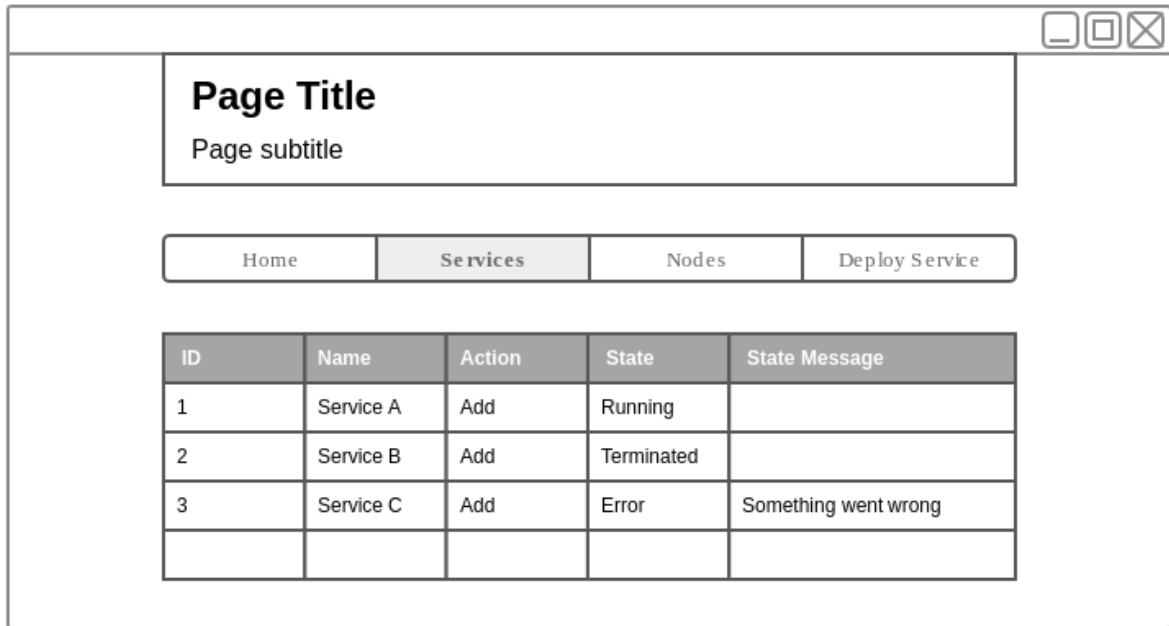 Page Title
Page subtitle
Home Services Nodes Deploy Service
ID Name Action State State Message
1 Service A Add Running
2 Service B Add Terminated
3 Service C Add Error Something went wrong